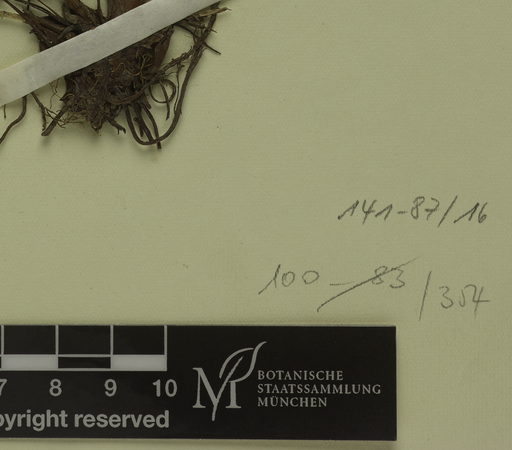 141-87/16
100-83/354
7 8 9 10
pyright reserved
M BOTANISCHE
STAATSSAMMLUNG
MÜNCHEN